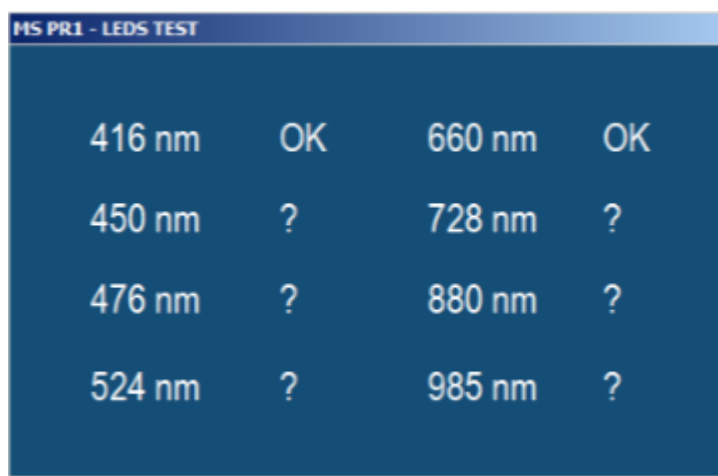 MS PR1 - LEDS TEST
416 nm OK 660 nm OK
450 nm ? 728 nm ?
476 nm ? 880 nm ?
524 nm ? 985 nm ?